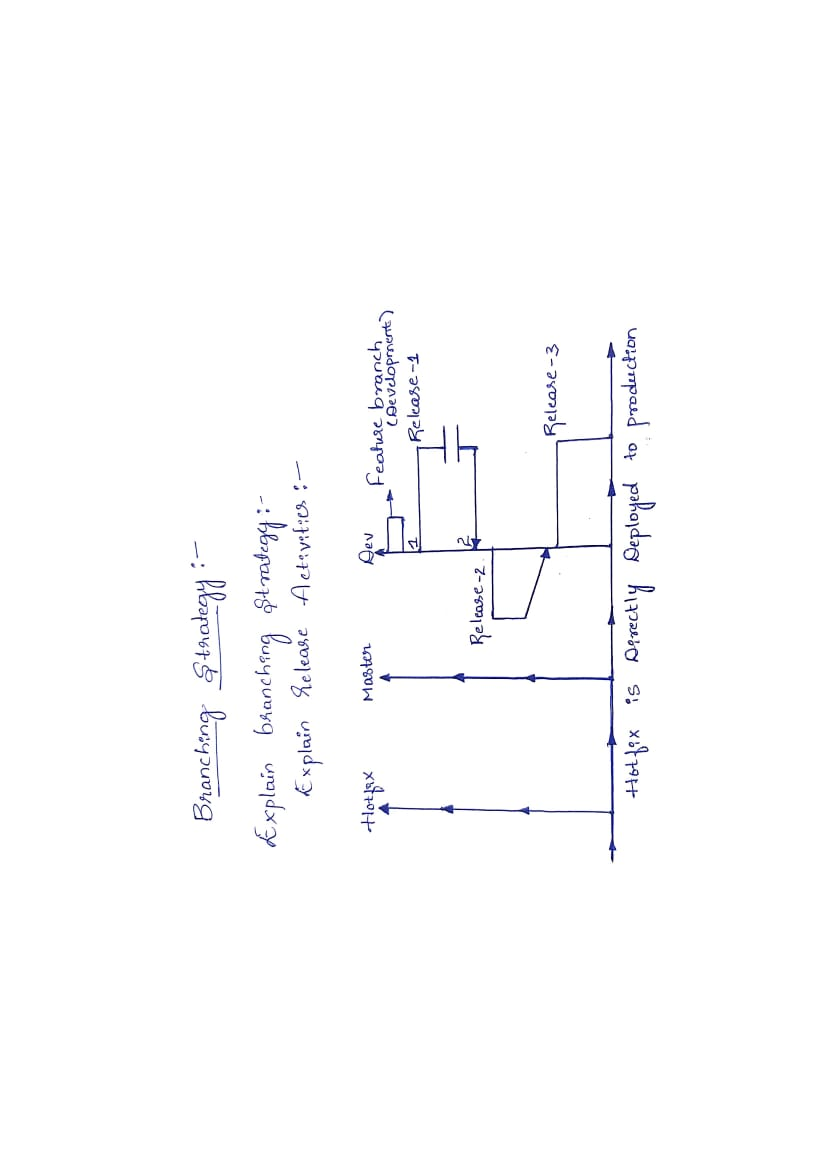 Branching Strategy :-
Explain branching Strategy :-
Explain Release Activities :-
Hotfix
Master
Dev
Feature branch
(Developments)
1
Release-1
2
Release-2
Release-3
Hotfix is Directly Deployed to production